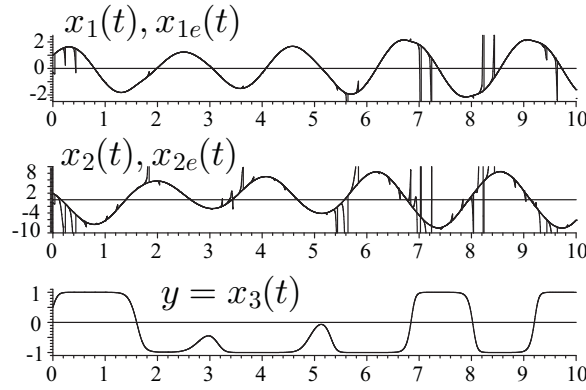 x₁(t), x₁ₑ(t)
2
0
-2
0 1 2 3 4 5 6 7 8 9 10
x₂(t), x₂ₑ(t)
8
4
0
-4
-10
0 1 2 3 4 5 6 7 8 9 10
y = x₃(t)
1
0
-1
0 1 2 3 4 5 6 7 8 9 10